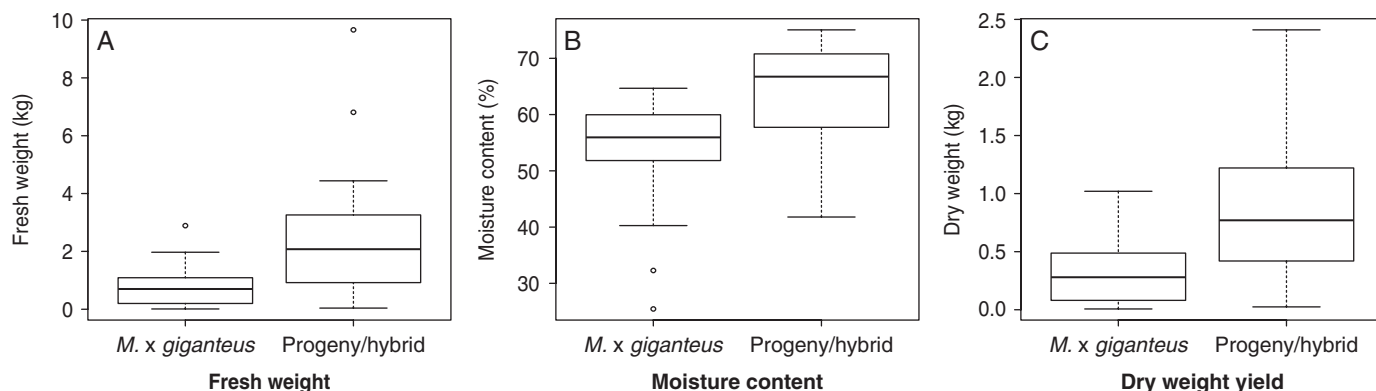 A
Fresh weight (kg)
10
8
6
4
2
0
M. x giganteus
Progeny/hybrid
Fresh weight
B
Moisture content (%)
70
60
50
40
30
M. x giganteus
Progeny/hybrid
Moisture content
C
Dry weight (kg)
2.5
2.0
1.5
1.0
0.5
0.0
M. x giganteus
Progeny/hybrid
Dry weight yield